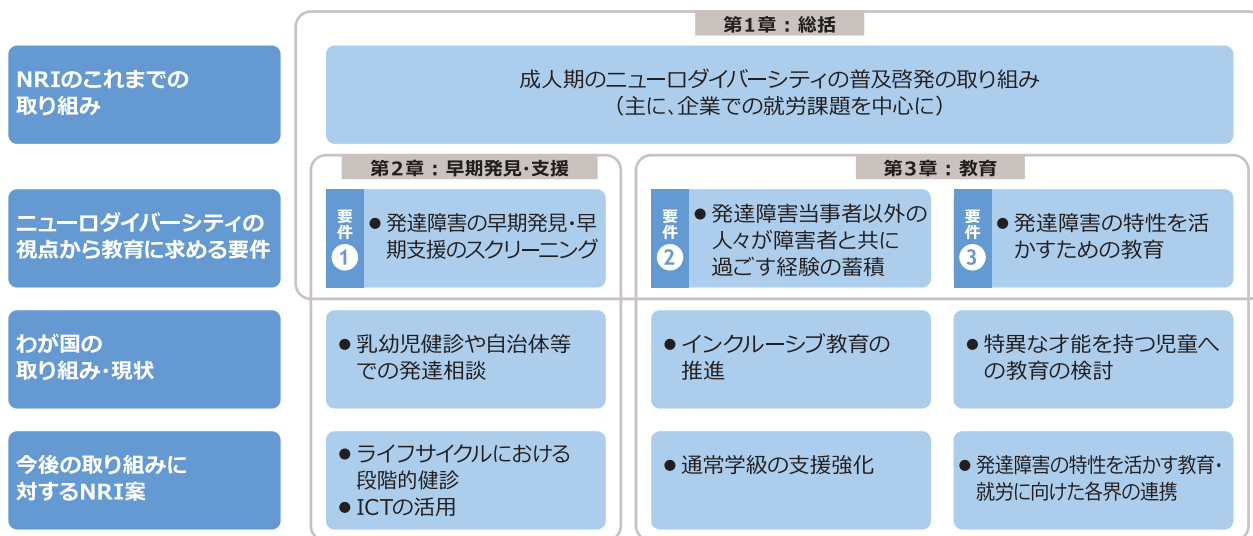 第1章：総括
NRIのこれまでの
取り組み
成人期のニューロダイバーシティの普及啓発の取り組み
（主に、企業での就労課題を中心に）
第2章：早期発見・支援
第3章：教育
ニューロダイバーシティの
視点から教育に求める要件
要件1
●発達障害の早期発見・早
期支援のスクリーニング
要件2
●発達障害当事者以外の
人々が障害者と共に
過ごす経験の蓄積
要件3
●発達障害の特性を活
かすための教育
わが国の
取り組み・現状
●乳幼児健診や自治体等
での発達相談
●インクルーシブ教育の
推進
●特異な才能を持つ児童へ
の教育の検討
今後の取り組みに
対するNRI案
●ライフサイクルにおける
段階的健診
●ICTの活用
●通常学級の支援強化
●発達障害の特性を活かす教育・
就労に向けた各界の連携